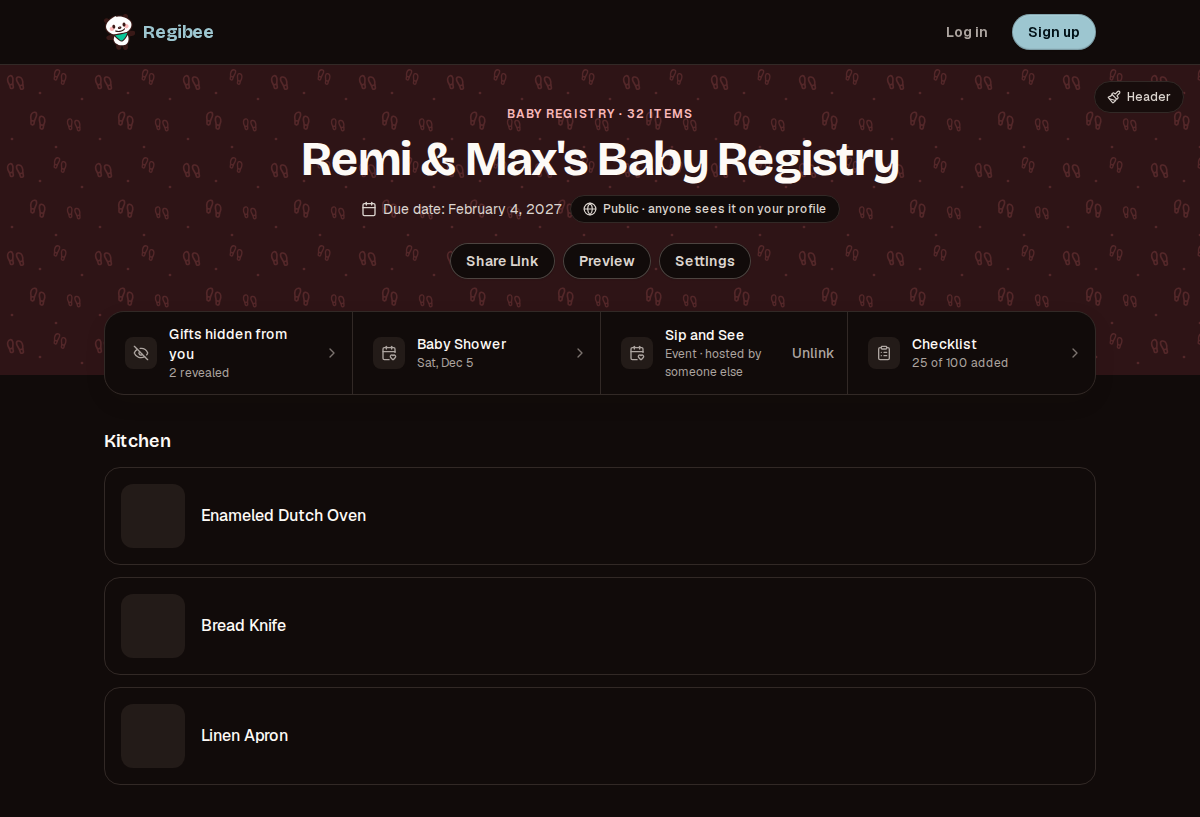 Regibee
Log in
Sign up
Header
BABY REGISTRY · 32 ITEMS
Remi & Max's Baby Registry
Due date: February 4, 2027
Public · anyone sees it on your profile
Share Link
Preview
Settings
Gifts hidden from
you
2 revealed
Baby Shower
Sat, Dec 5
Sip and See
Event · hosted by
someone else
Unlink
Checklist
25 of 100 added
Kitchen
Enameled Dutch Oven
Bread Knife
Linen Apron